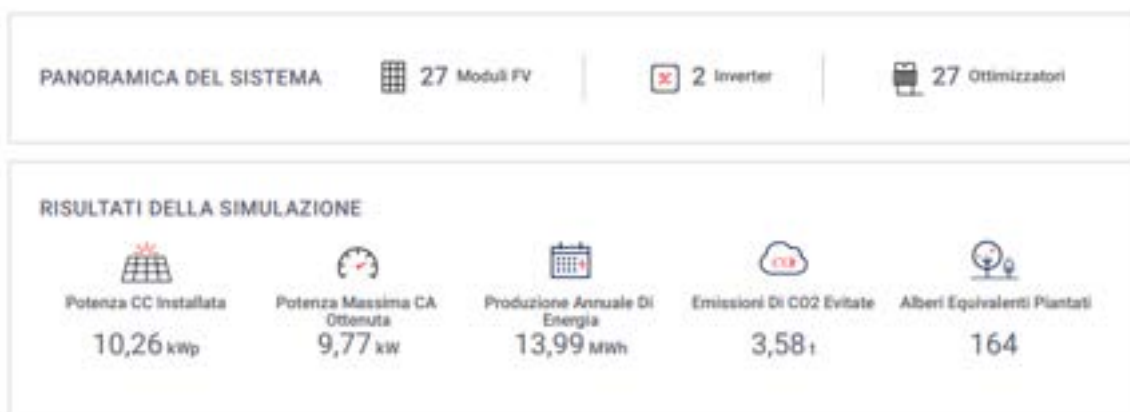 PANORAMICA DEL SISTEMA 27 Moduli FV 2 Inverter 27 Ottimizzatori
RISULTATI DELLA SIMULAZIONE
Potenza CC Installata
10,26 kWp
Potenza Massima CA
Ottenuta
9,77 kW
Produzione Annuale Di
Energia
13,99 MWh
Emissioni Di CO2 Evitate
3,58 t
Alberi Equivalenti Piantati
164